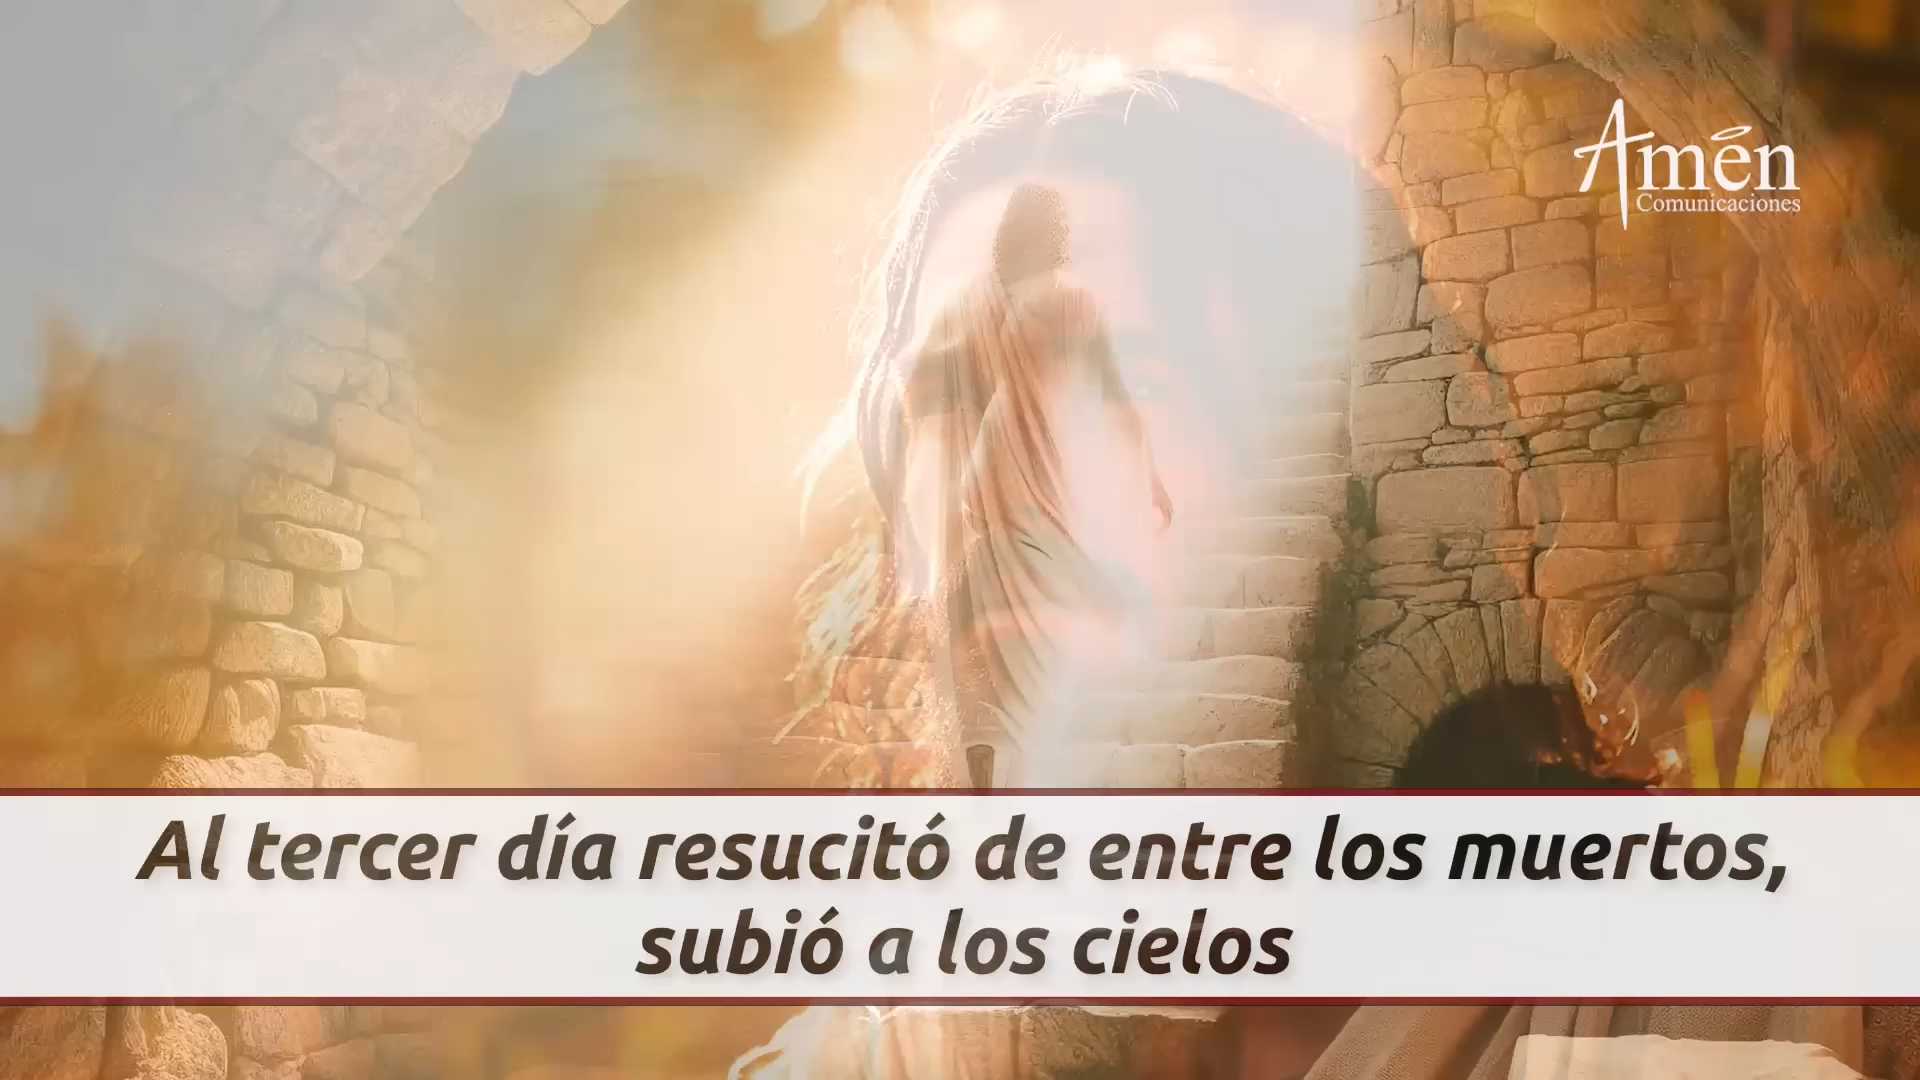 Amén
Comunicaciones
Al tercer día resucitó de entre los muertos,
subió a los cielos